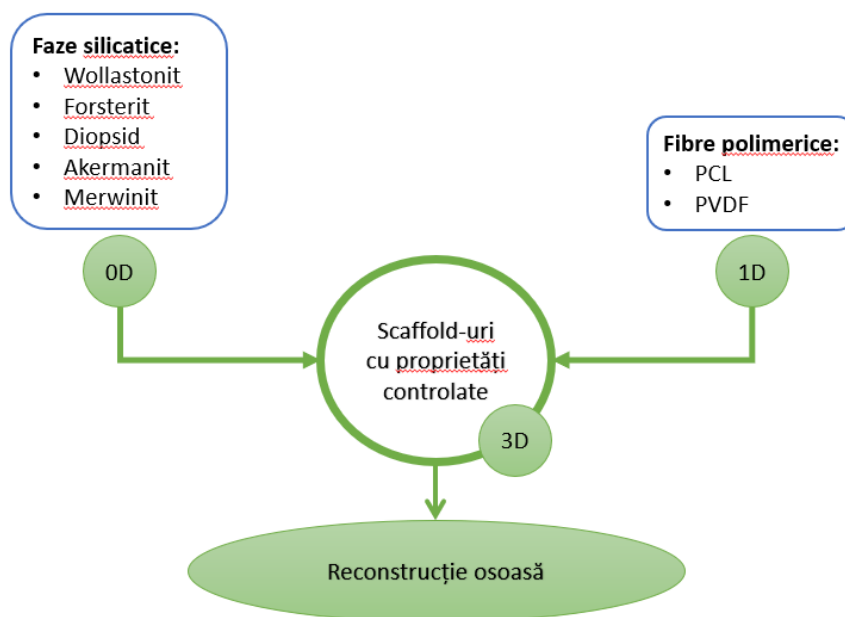 Faze silicatice:
• Wollastonit
• Forsterit
• Diopsid
• Akermanit
• Merwinit
Fibre polimerice:
• PCL
• PVDF
0D
1D
Scaffold-uri
cu proprietăți
controlate
3D
Reconstrucție osoasă